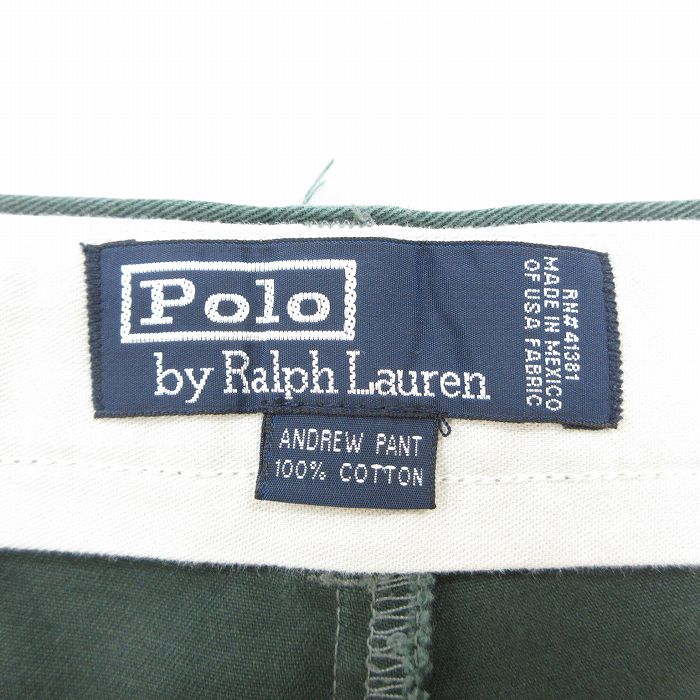 Polo
by Ralph Lauren
RN# 41381
MADE IN MEXICO
OF USA FABRIC
ANDREW PANT
100% COTTON